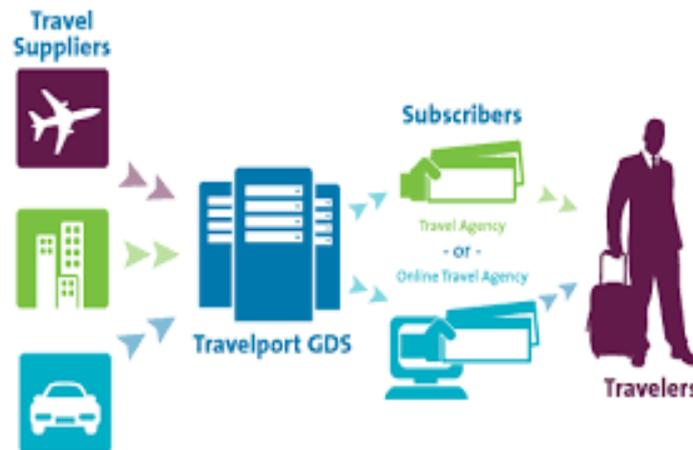 Travel
Suppliers
Subscribers
Travel Agency
- or -
Online Travel Agency
Travelport GDS
Travelers